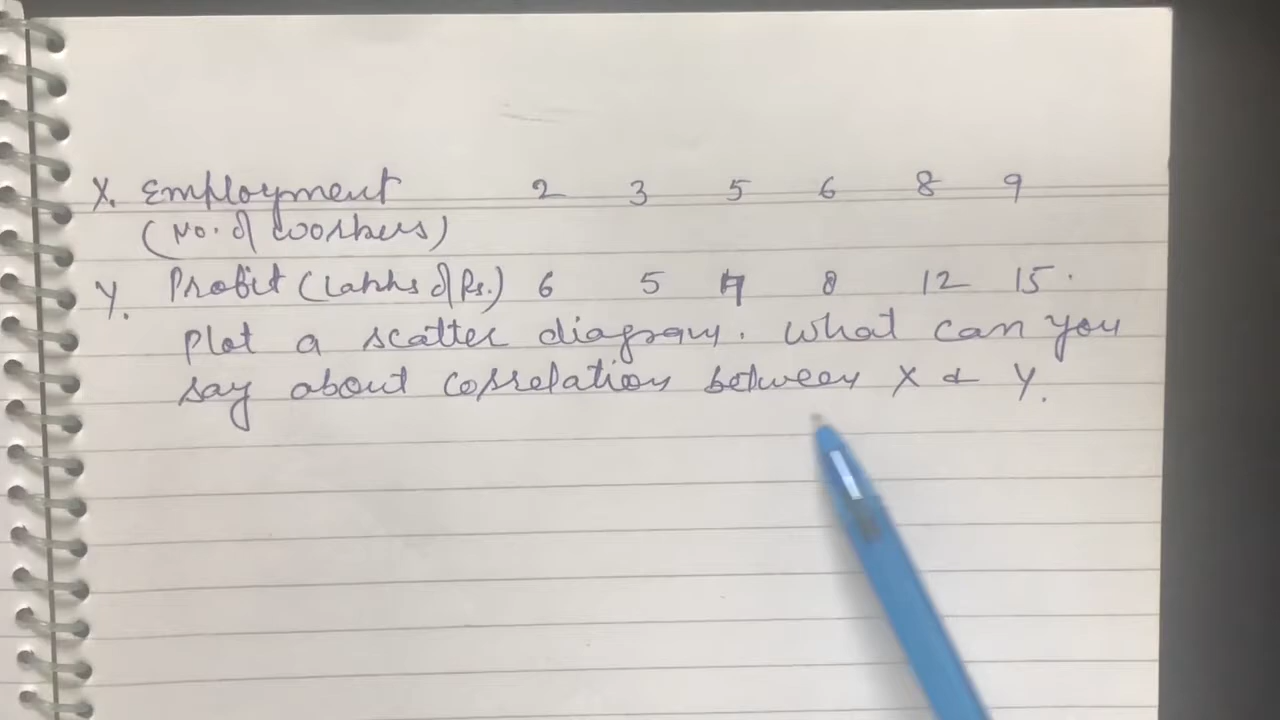 X. Employment 2 3 5 6 8 9
(No. of workers)
Y. Profit (Lakhs of Rs.) 6 5 7 8 12 15.
Plot a scatter diagram. What can you
say about correlation between X & Y.